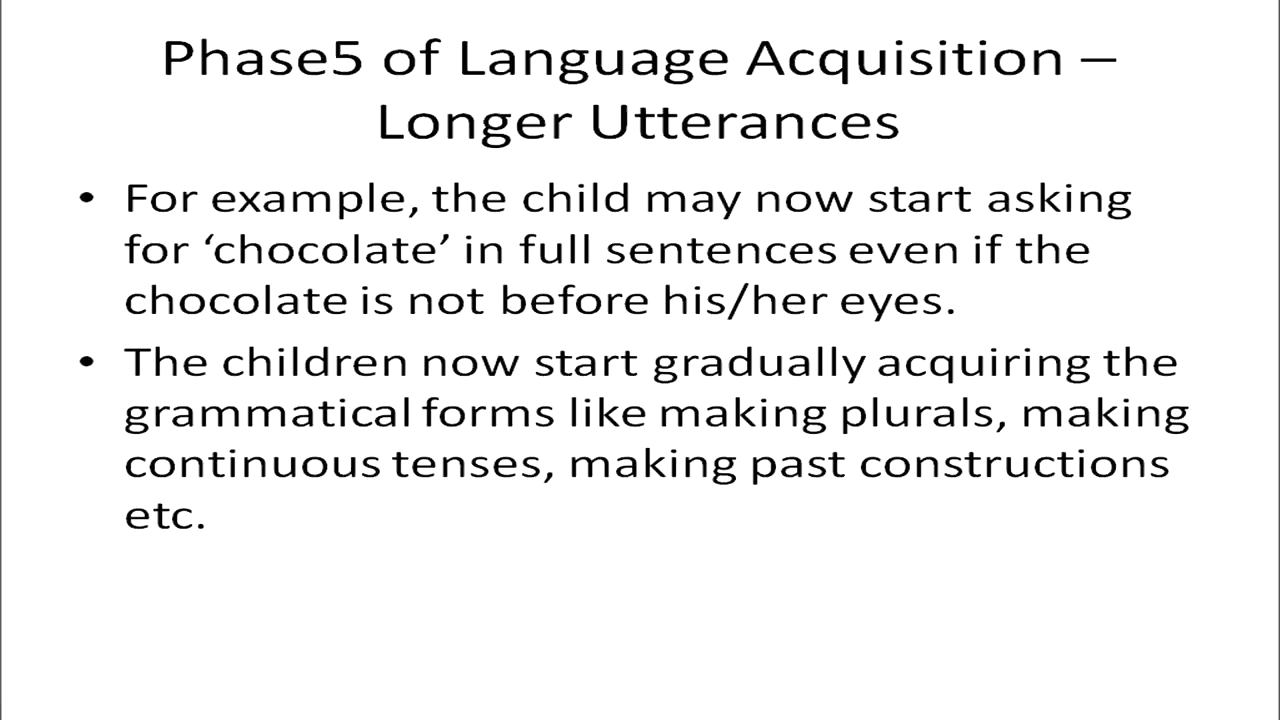 Phase5 of Language Acquisition –
Longer Utterances
• For example, the child may now start asking
for ‘chocolate’ in full sentences even if the
chocolate is not before his/her eyes.
• The children now start gradually acquiring the
grammatical forms like making plurals, making
continuous tenses, making past constructions
etc.